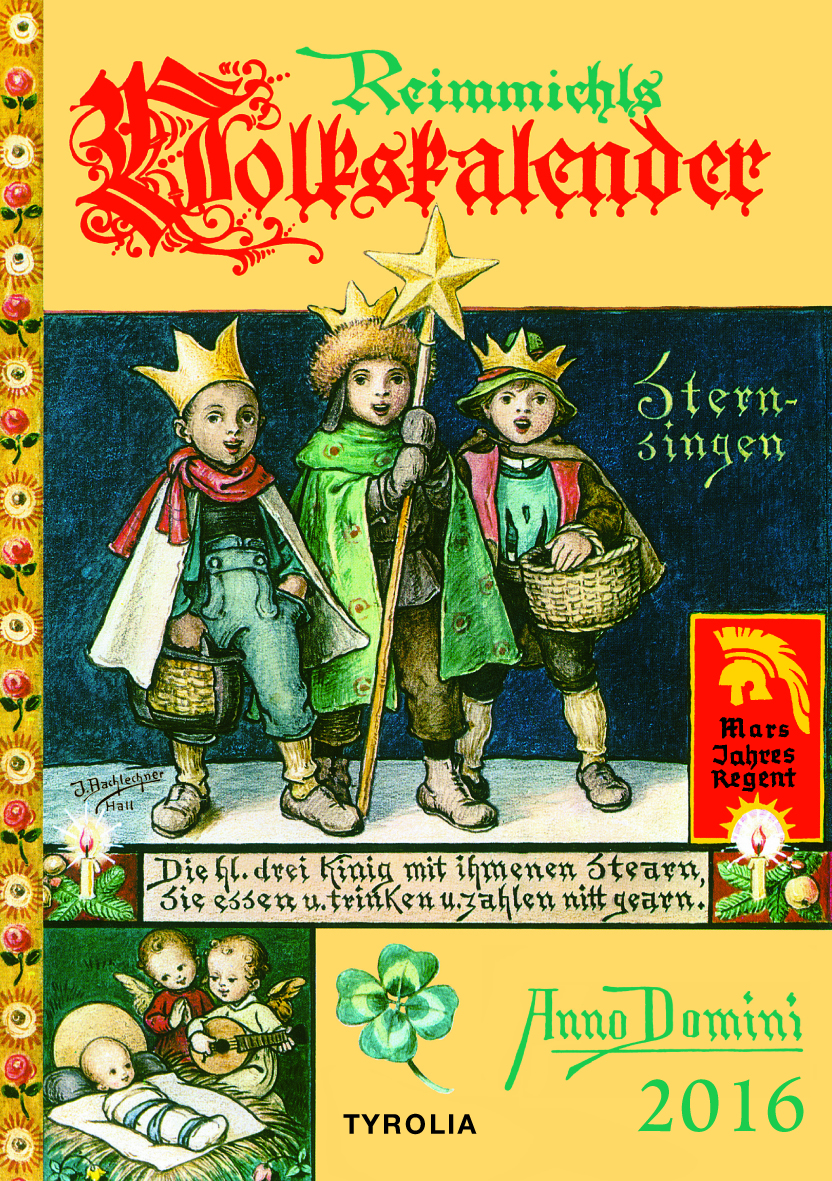 Reimmichls
Volkskalender
Stern-
singen
Mars
Jahres
Regent
J. Bachlechner
Hall
Die hl. drei Kinig mit ihmenen Stearn,
Sie essen u. trinken u. zahlen nitt gearn.
Anno Domini
2016
TYROLIA